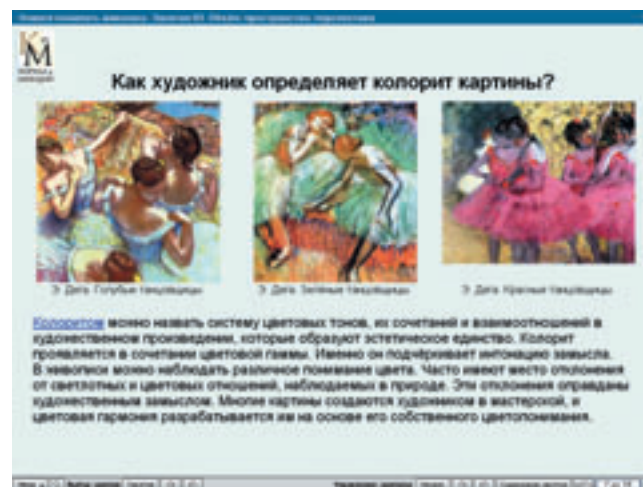 КМ
Как художник определяет колорит картины?
Э. Дега. Голубые танцовщицы
Э. Дега. Зелёные танцовщицы
Э. Дега. Красные танцовщицы
Колоритом можно назвать систему цветовых тонов, их сочетаний и взаимоотношений в
художественном произведении, которые образуют эстетическое единство. Колорит
проявляется в сочетании цветовой гаммы. Именно он подчёркивает интонацию замысла.
В живописи можно наблюдать различное понимание цвета. Часто имеют место отклонения
от светлотных и цветовых отношений, наблюдаемых в природе. Эти отклонения оправданы
художественным замыслом. Многие картины создаются художником в мастерской, и
цветовая гармония разрабатывается им на основе его собственного цветопонимания.